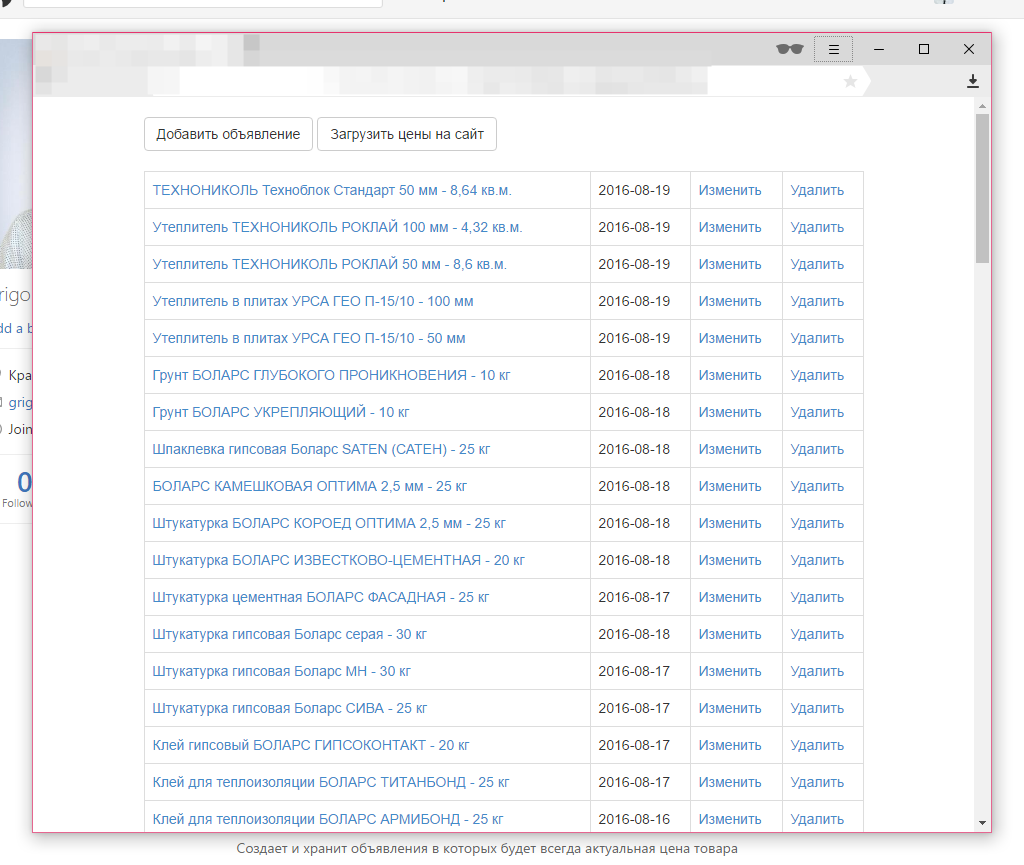 Добавить объявление Загрузить цены на сайт
ТЕХНОНИКОЛЬ Техноблок Стандарт 50 мм - 8,64 кв.м. 2016-08-19 Изменить Удалить
Утеплитель ТЕХНОНИКОЛЬ РОКЛАЙ 100 мм - 4,32 кв.м. 2016-08-19 Изменить Удалить
Утеплитель ТЕХНОНИКОЛЬ РОКЛАЙ 50 мм - 8,6 кв.м. 2016-08-19 Изменить Удалить
Утеплитель в плитах УРСА ГЕО П-15/10 - 100 мм 2016-08-19 Изменить Удалить
Утеплитель в плитах УРСА ГЕО П-15/10 - 50 мм 2016-08-19 Изменить Удалить
Грунт БОЛАРС ГЛУБОКОГО ПРОНИКНОВЕНИЯ - 10 кг 2016-08-18 Изменить Удалить
Грунт БОЛАРС УКРЕПЛЯЮЩИЙ - 10 кг 2016-08-18 Изменить Удалить
Шпаклевка гипсовая Боларс SATEN (САТЕН) - 25 кг 2016-08-18 Изменить Удалить
БОЛАРС КАМЕШКОВАЯ ОПТИМА 2,5 мм - 25 кг 2016-08-18 Изменить Удалить
Штукатурка БОЛАРС КОРОЕД ОПТИМА 2,5 мм - 25 кг 2016-08-18 Изменить Удалить
Штукатурка БОЛАРС ИЗВЕСТКОВО-ЦЕМЕНТНАЯ - 20 кг 2016-08-18 Изменить Удалить
Штукатурка цементная БОЛАРС ФАСАДНАЯ - 25 кг 2016-08-17 Изменить Удалить
Штукатурка гипсовая Боларс серая - 30 кг 2016-08-18 Изменить Удалить
Штукатурка гипсовая Боларс МН - 30 кг 2016-08-17 Изменить Удалить
Штукатурка гипсовая Боларс СИВА - 25 кг 2016-08-17 Изменить Удалить
Клей гипсовый БОЛАРС ГИПСОКОНТАКТ - 20 кг 2016-08-17 Изменить Удалить
Клей для теплоизоляции БОЛАРС ТИТАНБОНД - 25 кг 2016-08-17 Изменить Удалить
Клей для теплоизоляции БОЛАРС АРМИБОНД - 25 кг 2016-08-16 Изменить Удалить
rigo
dd a b
Кра
grig
Join
0
Follow
Создает и хранит объявления в которых будет всегда актуальная цена товара